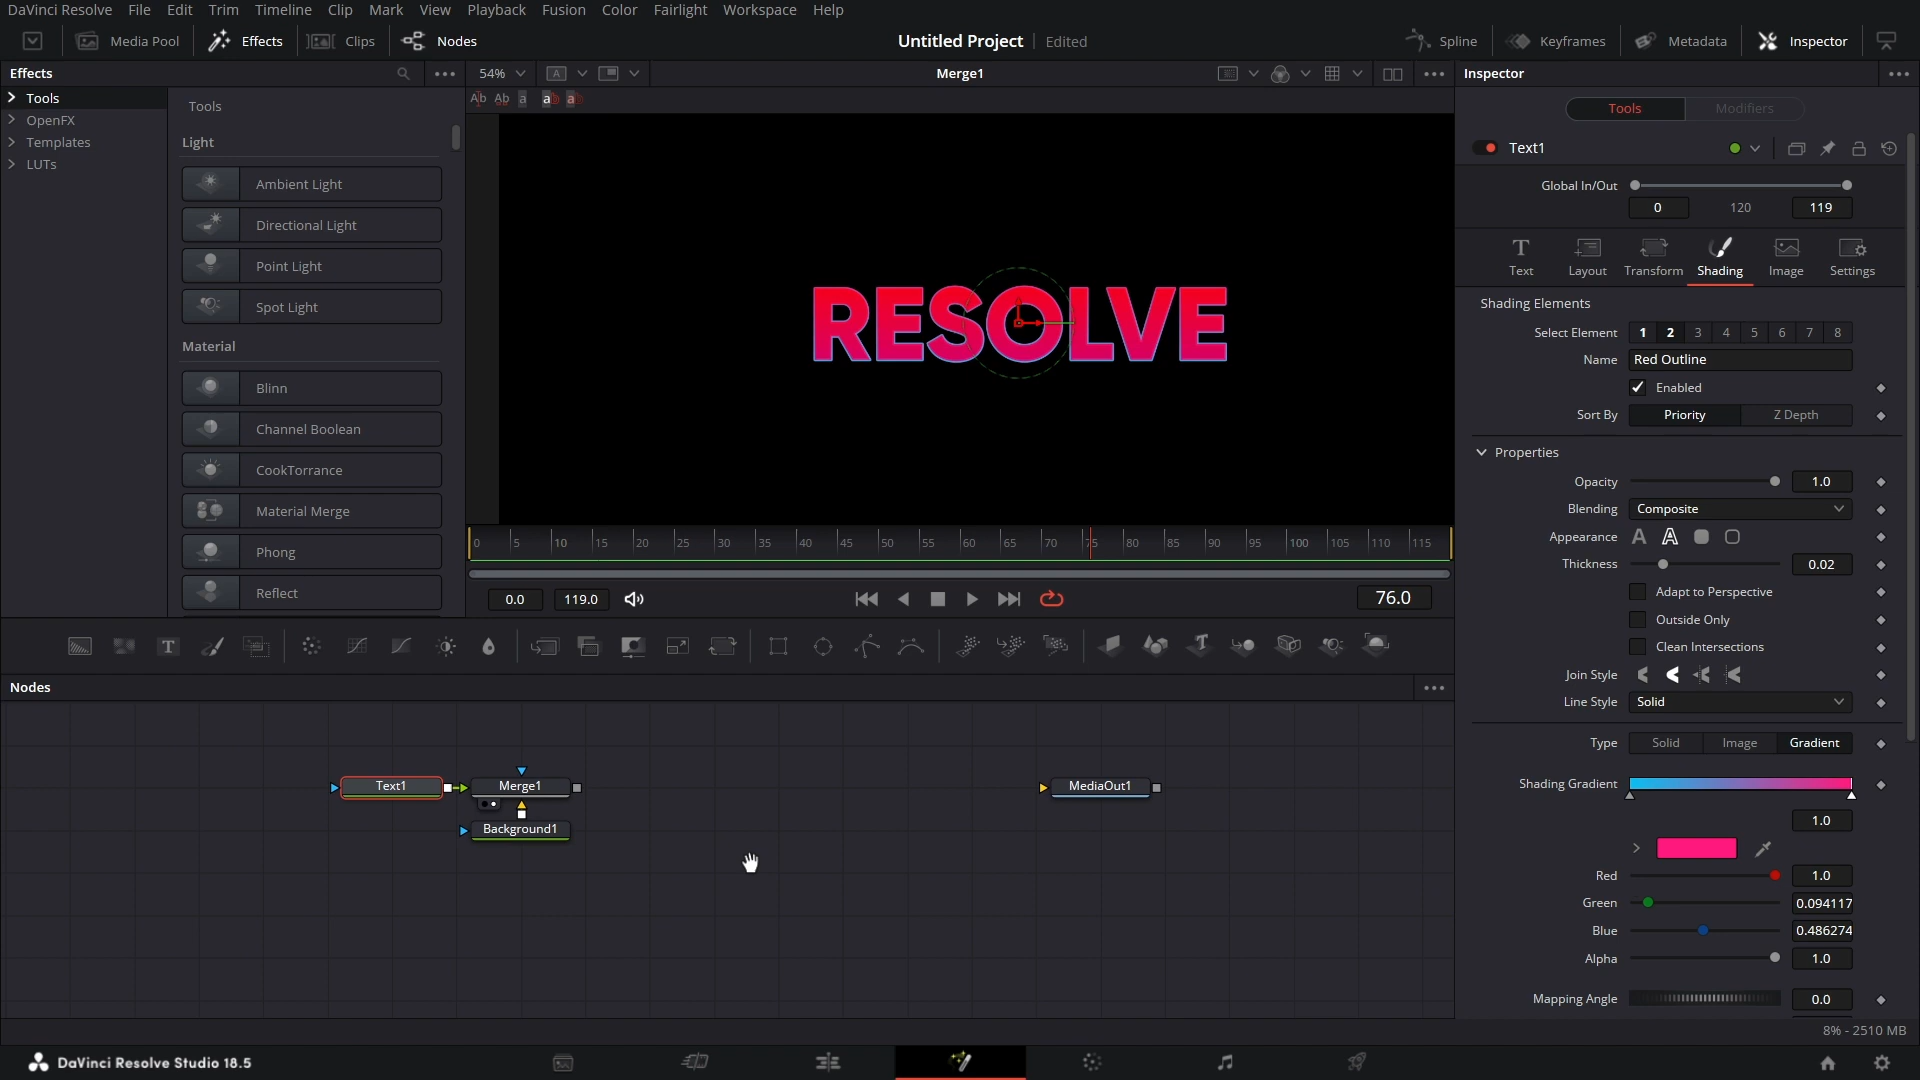 DaVinci Resolve File Edit Trim Timeline Clip Mark View Playback Fusion Color Fairlight Workspace Help
Media Pool Effects Clips Nodes Untitled Project Edited Spline Keyframes Metadata Inspector
Effects
54% A
Merge1
Inspector
Tools
OpenFX
Templates
LUTs
Tools
Light
Ambient Light
Directional Light
Point Light
Spot Light
Material
Blinn
Channel Boolean
CookTorrance
Material Merge
Phong
Reflect
Ab Ab a ab ab
RESOLVE
0 5 10 15 20 25 30 35 40 45 50 55 60 65 70 75 80 85 90 95 100 105 110 115
0.0 119.0 76.0
Tools Modifiers
Text1
Global In/Out
0 120 119
Text Layout Transform Shading Image Settings
Shading Elements
Select Element 1 2 3 4 5 6 7 8
Name Red Outline
Enabled
Sort By Priority Z Depth
Properties
Opacity 1.0
Blending Composite
Appearance A A
Thickness 0.02
Adapt to Perspective
Outside Only
Clean Intersections
Join Style
Line Style Solid
Type Solid Image Gradient
Shading Gradient
1.0
Red 1.0
Green 0.094117
Blue 0.486274
Alpha 1.0
Mapping Angle 0.0
Nodes
Text1 Merge1 MediaOut1
Background1
8% - 2510 MB
DaVinci Resolve Studio 18.5